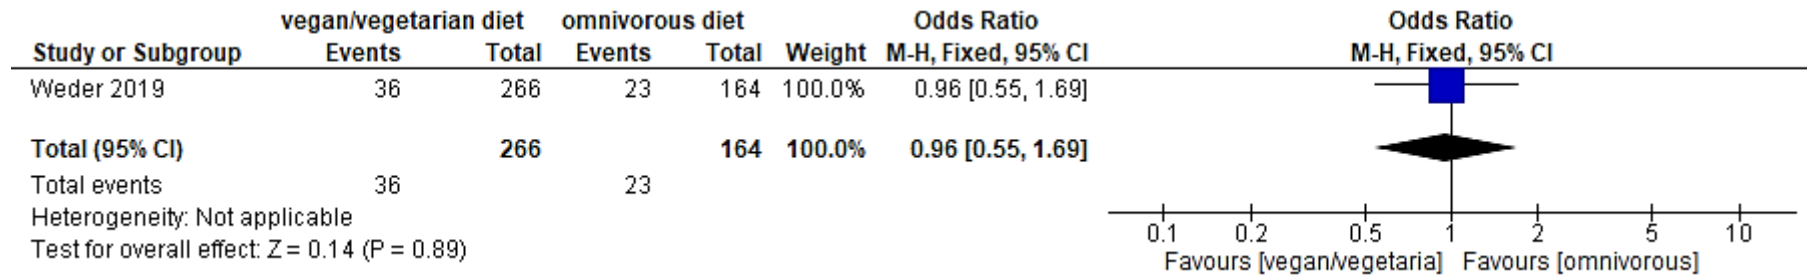 vegan/vegetarian diet omnivorous diet Odds Ratio Odds Ratio
Study or Subgroup Events Total Events Total Weight M-H, Fixed, 95% CI M-H, Fixed, 95% CI
Weder 2019 36 266 23 164 100.0% 0.96 [0.55, 1.69]
Total (95% CI) 266 164 100.0% 0.96 [0.55, 1.69]
Total events 36 23
Heterogeneity: Not applicable
Test for overall effect: Z = 0.14 (P = 0.89)
0.1 0.2 0.5 1 2 5 10
Favours [vegan/vegetaria] Favours [omnivorous]